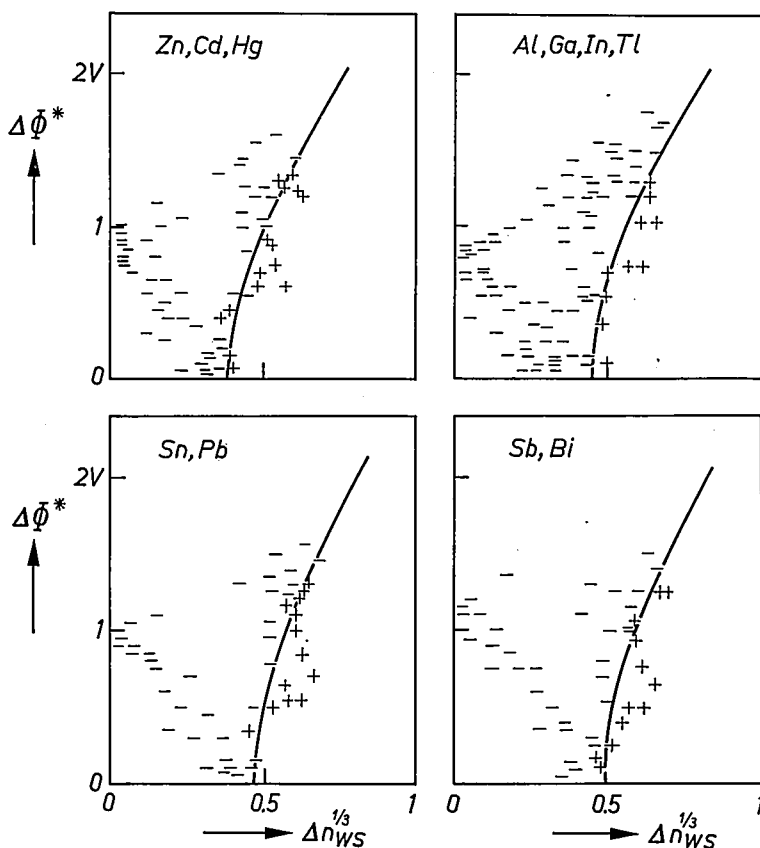 Zn, Cd, Hg
2V
ΔΦ*
1
0
Al, Ga, In, Tl
Sn, Pb
2V
ΔΦ*
1
0
0
0.5
1
Δn_WS^1/3
Sb, Bi
0
0.5
1
Δn_WS^1/3